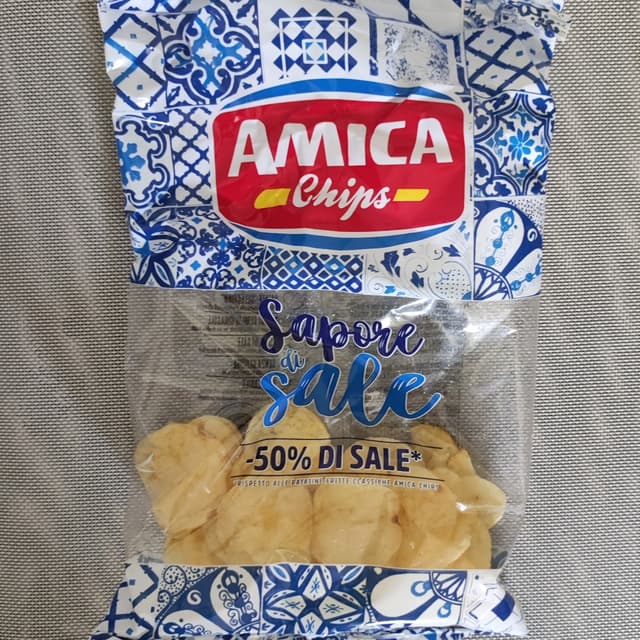 AMICA
Chips
Sapore
di
sale
-50% DI SALE*
RISPETTO ALLE PATATINE FRITTE CLASSICHE AMICA CHIPS